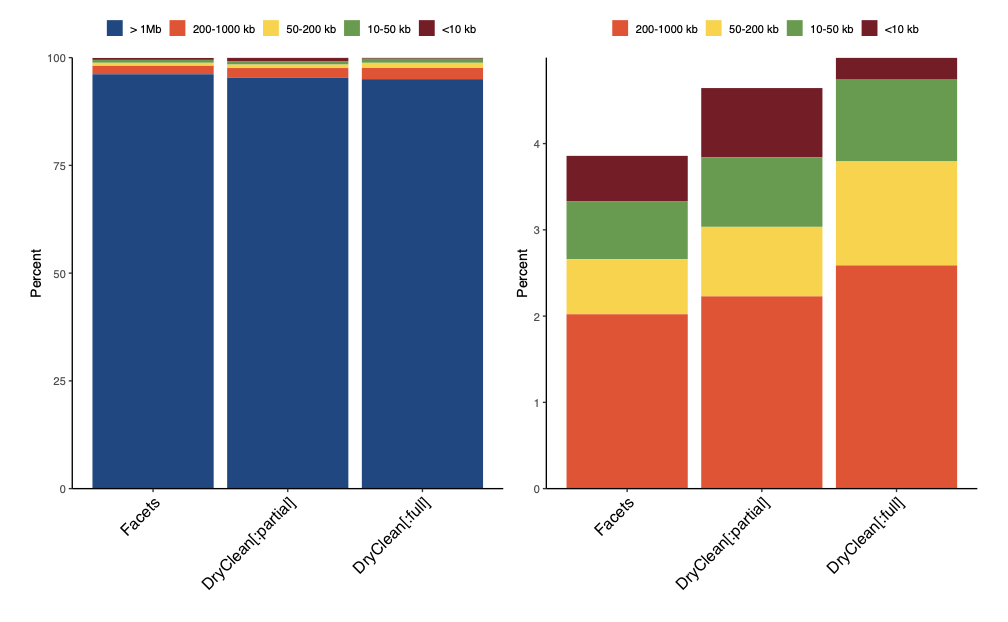 > 1Mb 200-1000 kb 50-200 kb 10-50 kb <10 kb
100
75
50
25
0
Percent
Facets
DryClean[:partial]
DryClean[:full]
200-1000 kb 50-200 kb 10-50 kb <10 kb
4
3
2
1
0
Percent
Facets
DryClean[:partial]
DryClean[:full]